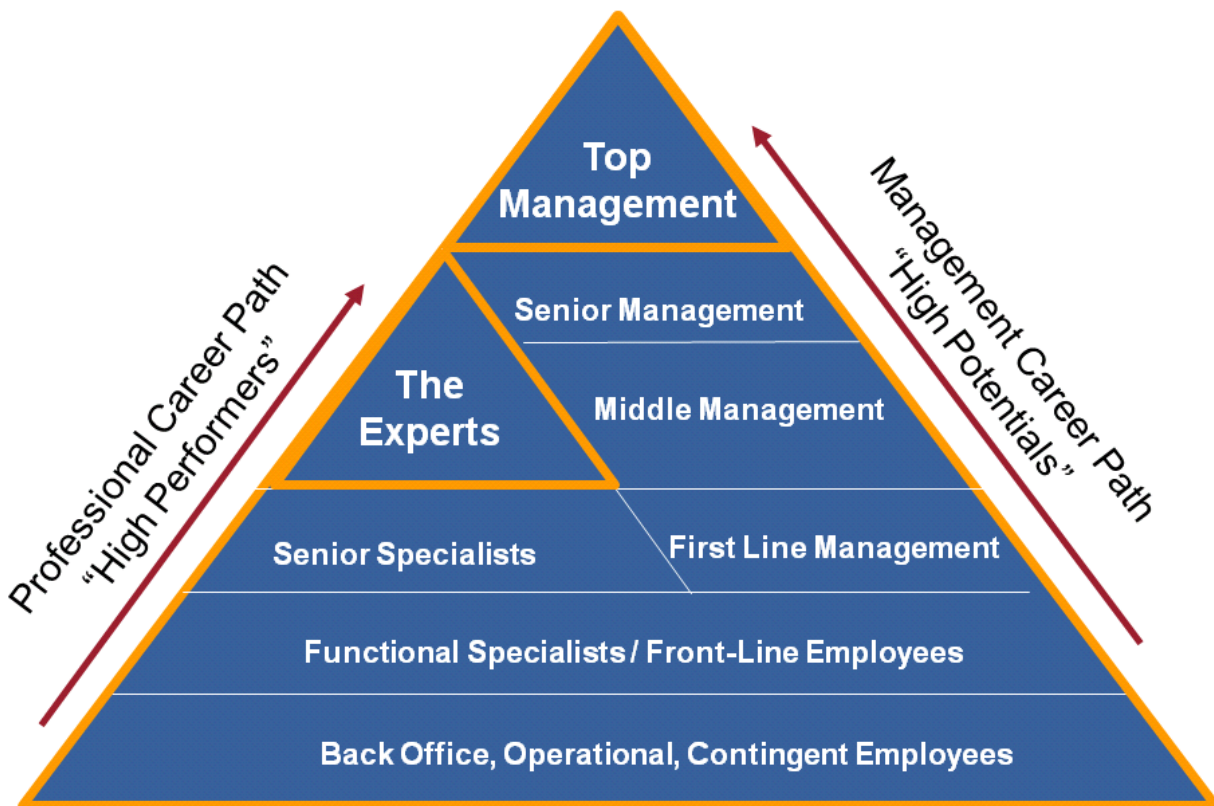 Top
Management
Senior Management
The
Experts
Middle Management
Senior Specialists
First Line Management
Functional Specialists / Front-Line Employees
Back Office, Operational, Contingent Employees
Professional Career Path
“High Performers”
Management Career Path
“High Potentials”